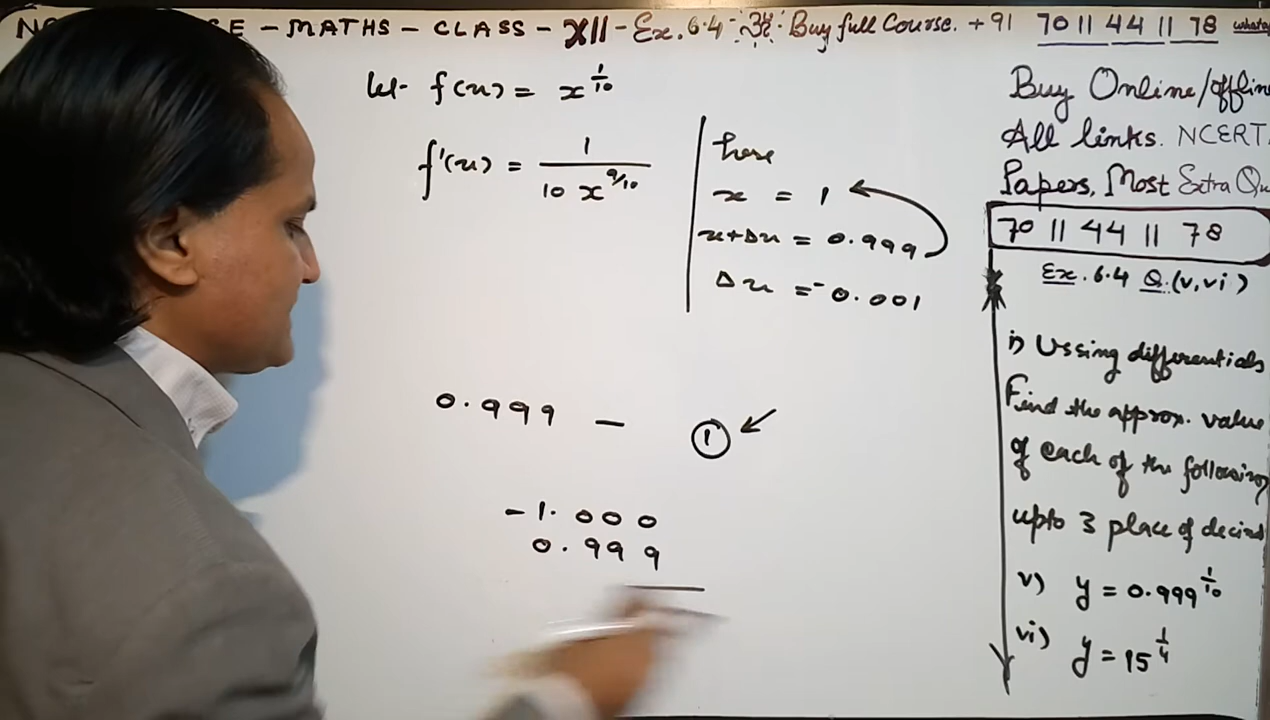 E - MATHS - CLASS - XII - Ex. 6.4 Buy full Course. +91 70 11 44 11 78
let f(x) = x^1/10
f'(x) = 1 / 10 x^9/10
here
x = 1
x+Δx = 0.999
Δx = -0.001
0.999 — 1
-1.000
0.999
Buy Online/offline
All links. NCERT.
Papers, Most Extra
70 11 44 11 78
Ex. 6.4 Q. (v, vi)
i) Ussing differentials
Find the approx. value
of each of the following
upto 3 place of
v) y = 0.999^1/10
vi) y = 15^1/4